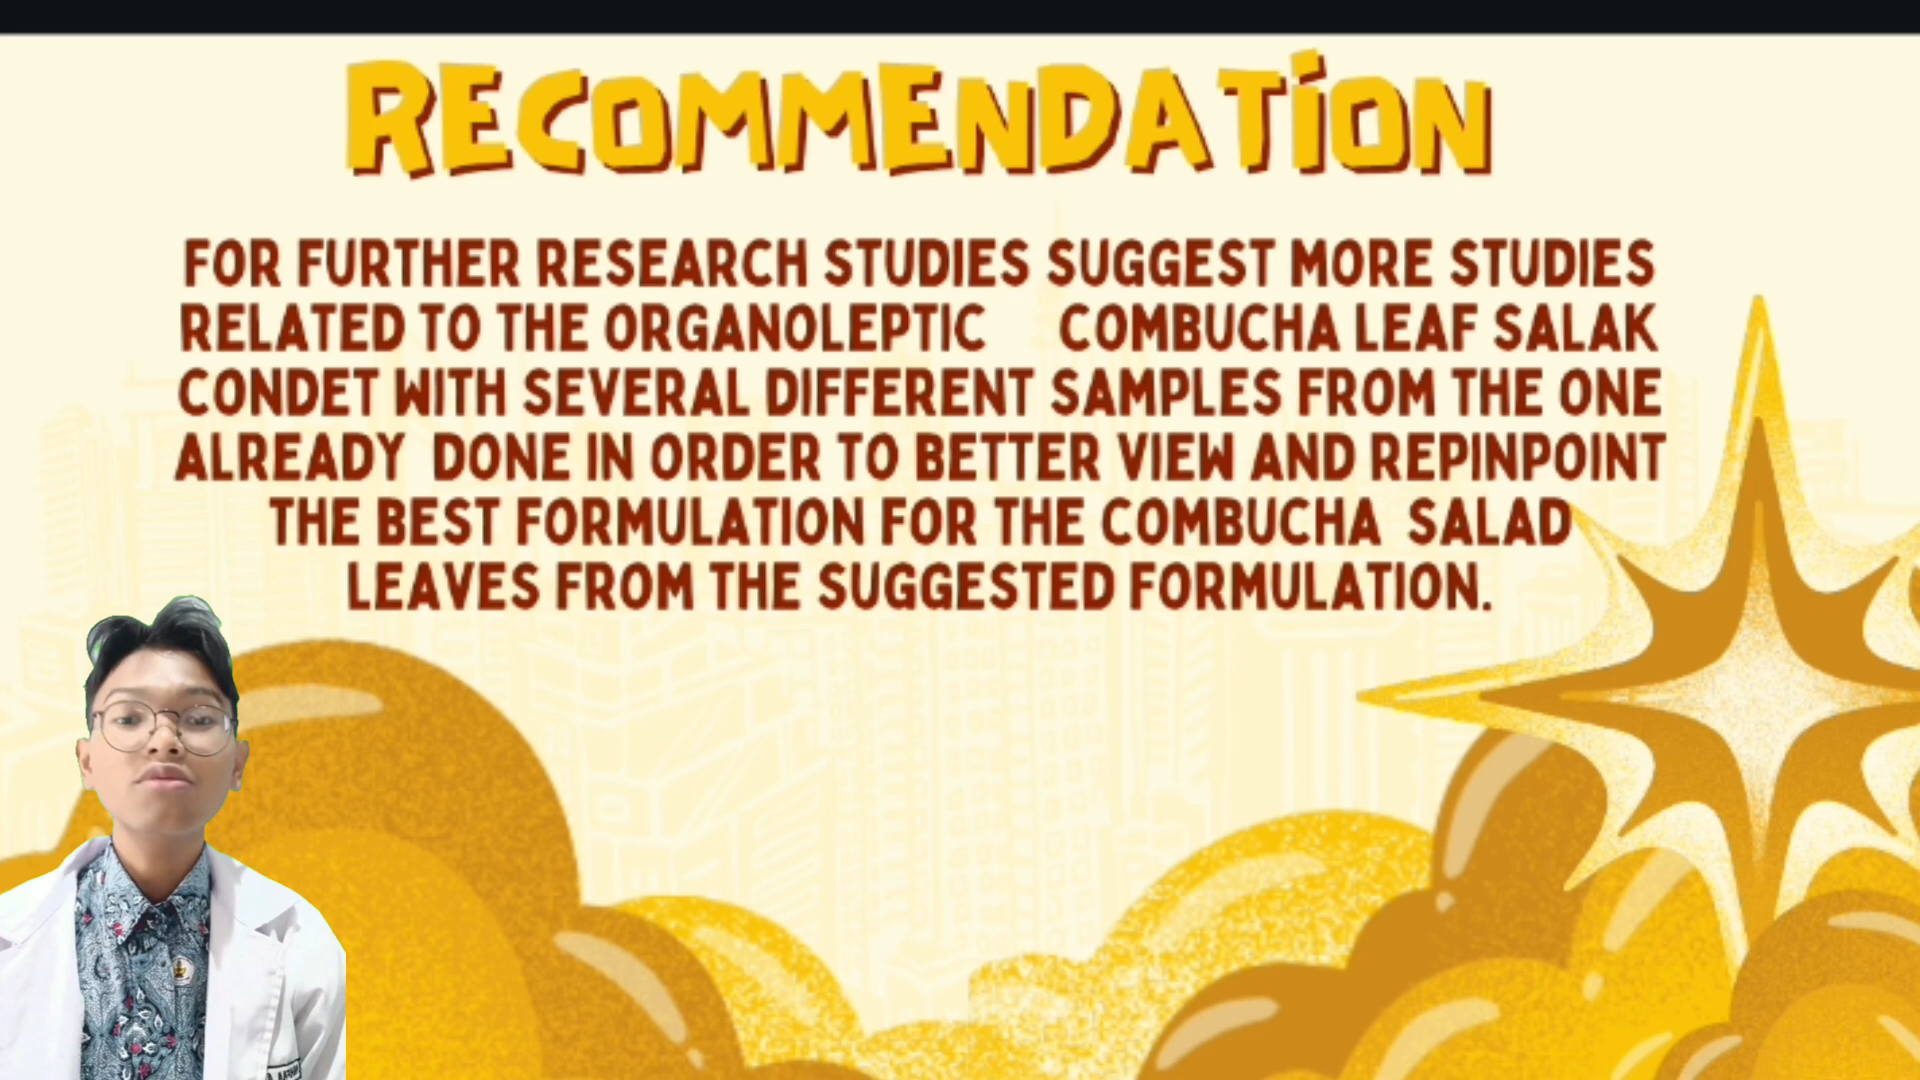 RECOMMENDATION
FOR FURTHER RESEARCH STUDIES SUGGEST MORE STUDIES
RELATED TO THE ORGANOLEPTIC COMBUCHA LEAF SALAK
CONDET WITH SEVERAL DIFFERENT SAMPLES FROM THE ONE
ALREADY DONE IN ORDER TO BETTER VIEW AND REPINPOINT
THE BEST FORMULATION FOR THE COMBUCHA SALAD
LEAVES FROM THE SUGGESTED FORMULATION.